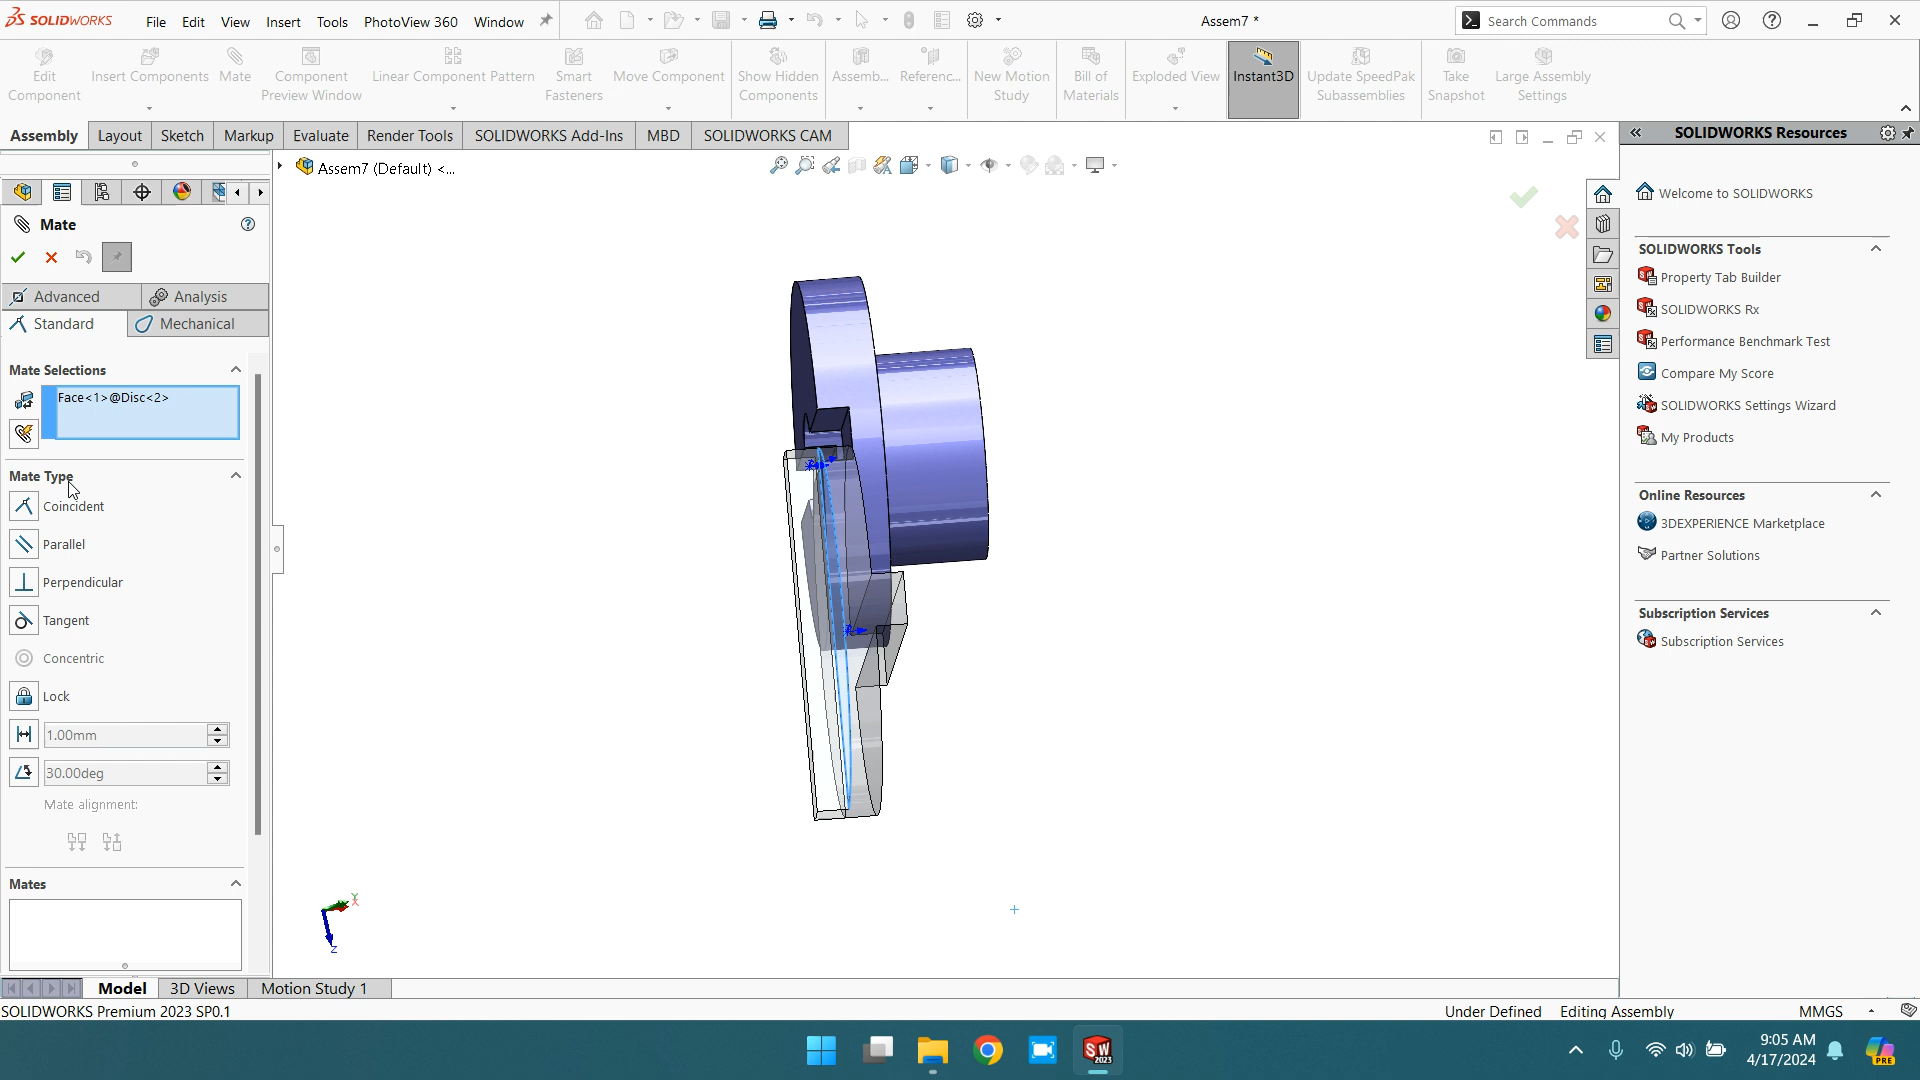 SOLIDWORKS
File
Edit
View
Insert
Tools
PhotoView 360
Window
Assem7 *
Search Commands
Edit
Component
Insert Components
Mate
Component
Preview Window
Linear Component Pattern
Smart
Fasteners
Move Component
Show Hidden
Components
Assemb...
Referenc...
New Motion
Study
Bill of
Materials
Exploded View
Instant3D
Update SpeedPak
Subassemblies
Take
Snapshot
Large Assembly
Settings
Assembly
Layout
Sketch
Markup
Evaluate
Render Tools
SOLIDWORKS Add-Ins
MBD
SOLIDWORKS CAM
Assem7 (Default) <...
Mate
Advanced
Analysis
Standard
Mechanical
Mate Selections
Face<1>@Disc<2>
Mate Type
Coincident
Parallel
Perpendicular
Tangent
Concentric
Lock
1.00mm
30.00deg
Mate alignment:
Mates
Y
X
Z
SOLIDWORKS Resources
Welcome to SOLIDWORKS
SOLIDWORKS Tools
Property Tab Builder
SOLIDWORKS Rx
Performance Benchmark Test
Compare My Score
SOLIDWORKS Settings Wizard
My Products
Online Resources
3DEXPERIENCE Marketplace
Partner Solutions
Subscription Services
Subscription Services
Model
3D Views
Motion Study 1
SOLIDWORKS Premium 2023 SP0.1
Under Defined
Editing Assembly
MMGS
SW
2023
9:05 AM
4/17/2024
PRE